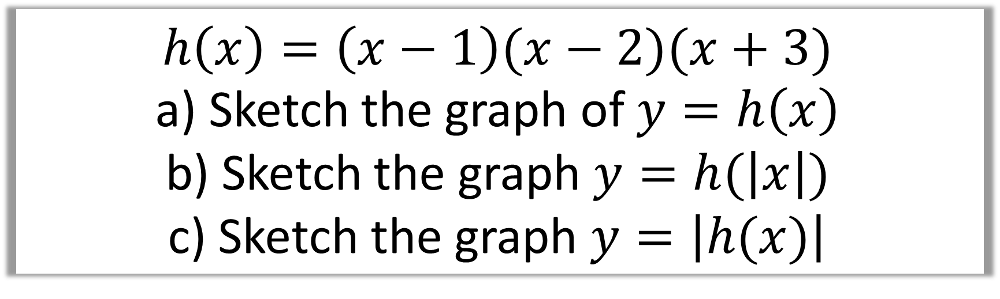 h(x) = (x − 1)(x − 2)(x + 3)
a) Sketch the graph of y = h(x)
b) Sketch the graph y = h(|x|)
c) Sketch the graph y = |h(x)|